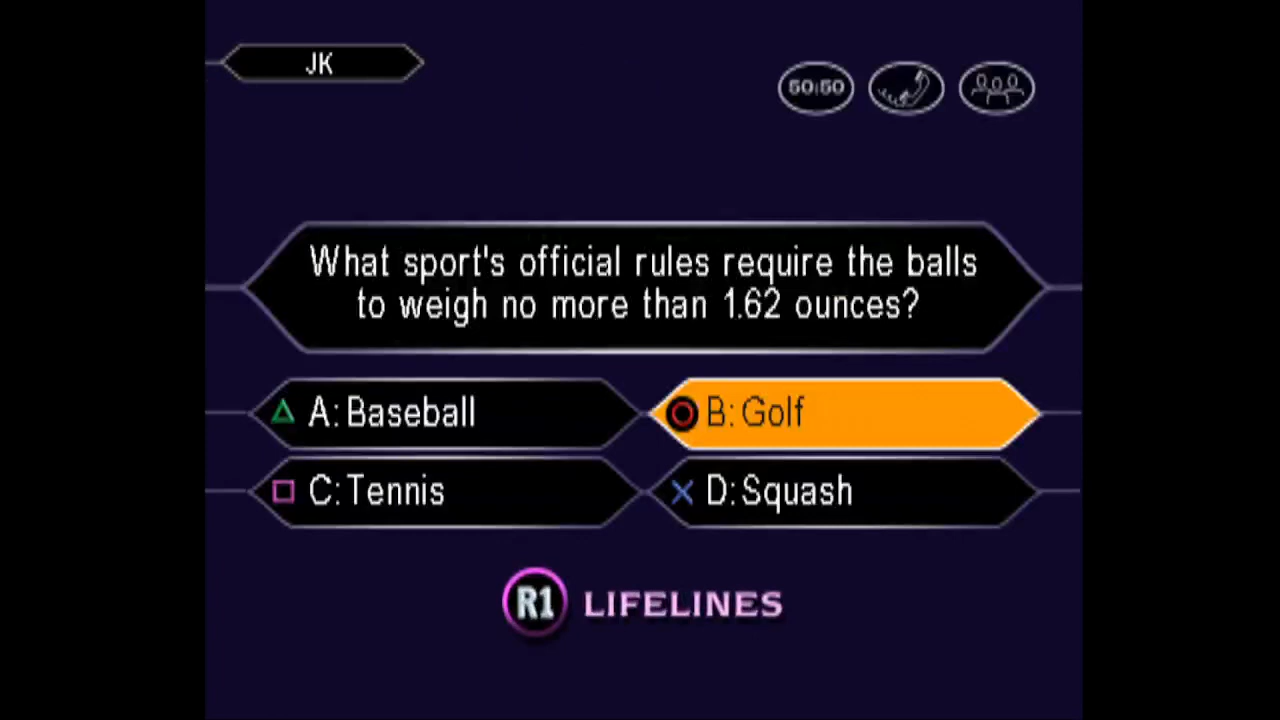 JK
50:50
What sport's official rules require the balls
to weigh no more than 1.62 ounces?
A: Baseball
B: Golf
C: Tennis
D: Squash
R1 LIFELINES